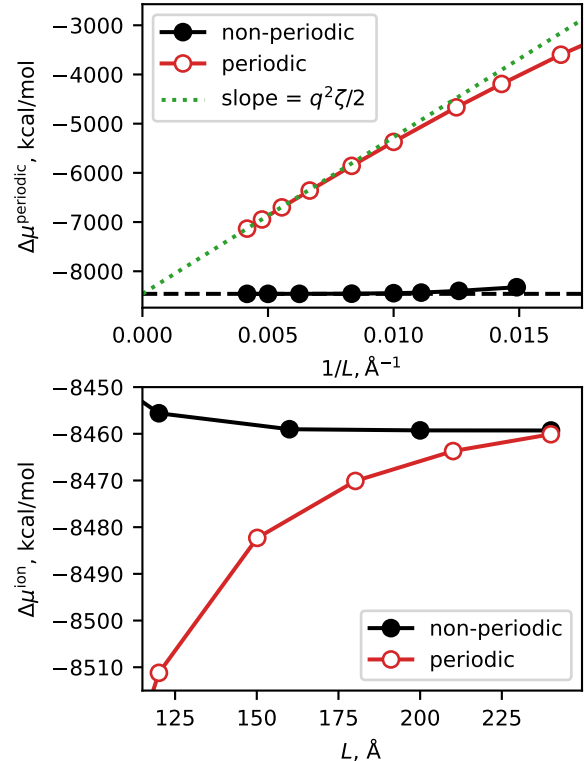 Δμ^periodic, kcal/mol
−3000
−4000
−5000
−6000
−7000
−8000
non-periodic
periodic
slope = q²ζ/2
0.000 0.005 0.010 0.015
1/L, Å⁻¹
Δμ^ion, kcal/mol
−8450
−8460
−8470
−8480
−8490
−8500
−8510
non-periodic
periodic
125 150 175 200 225
L, Å